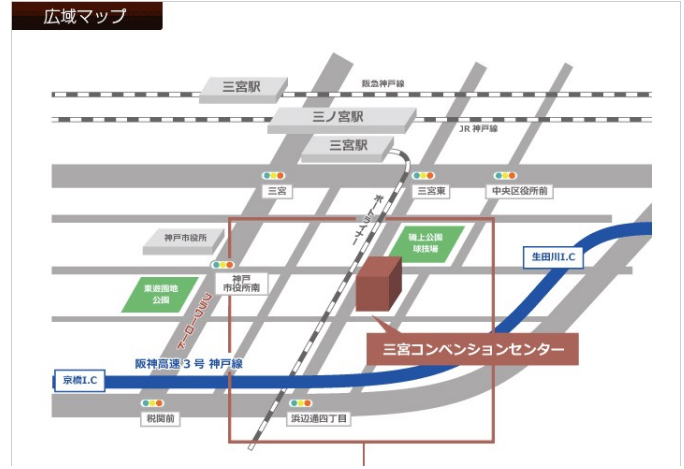 広域マップ
三宮駅
阪急神戸線
三ノ宮駅
JR 神戸線
三宮駅
三宮
三宮東
中央区役所前
ポートライナー
神戸市役所
磯上公園
球技場
生田川I.C
神戸
市役所南
東遊園地
公園
フラワーロード
三宮コンベンションセンター
阪神高速3号 神戸線
京橋I.C
税関前
浜辺通四丁目